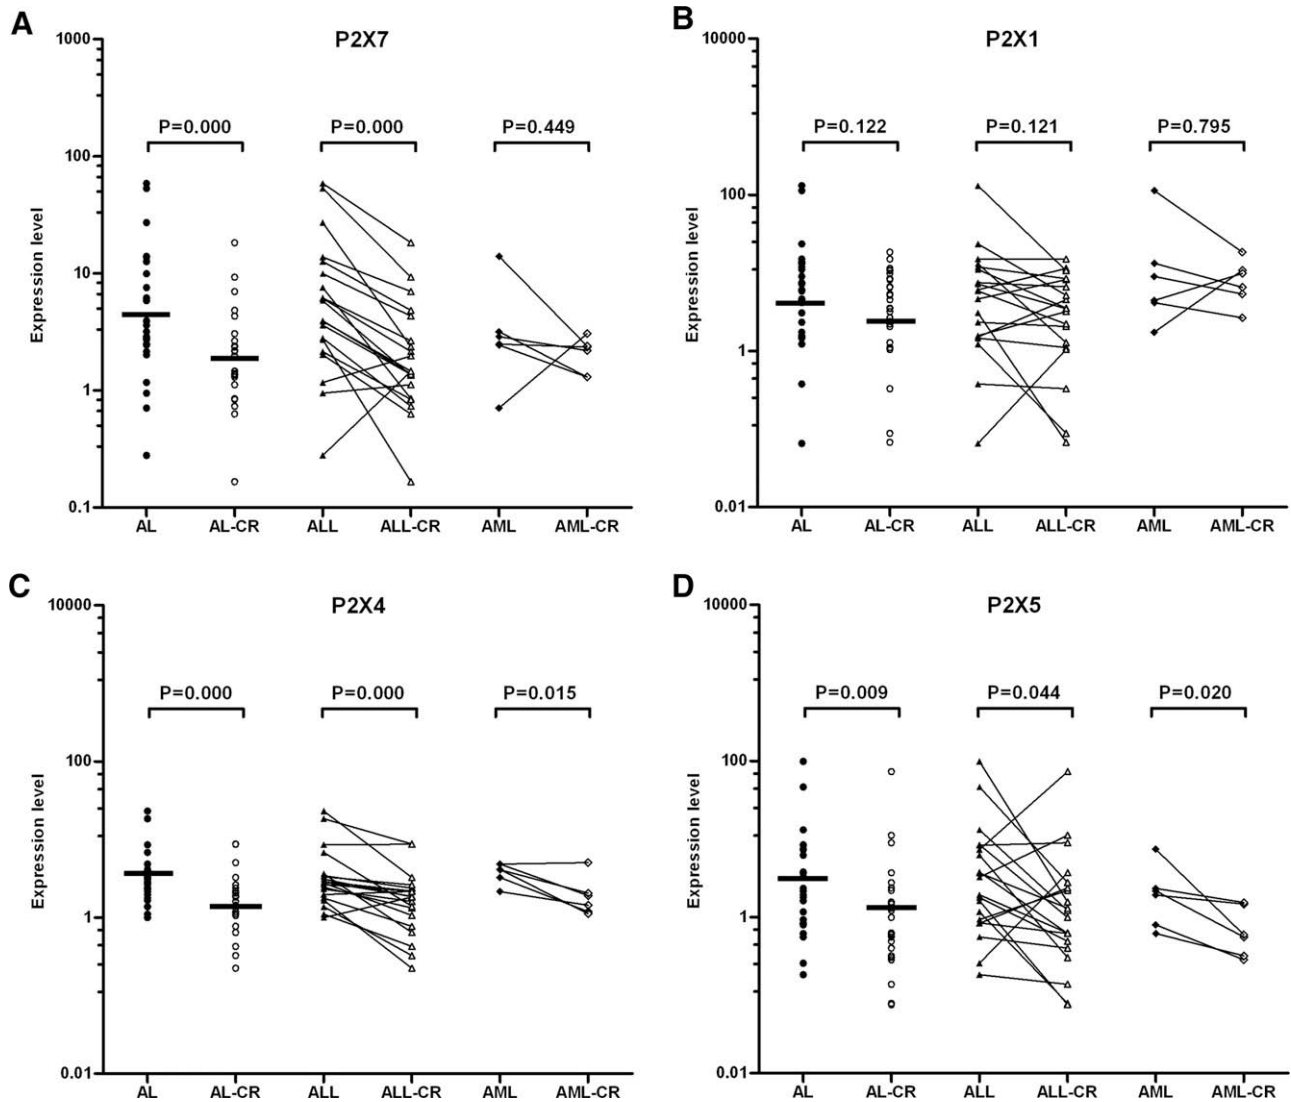 A
P2X7
Expression level
1000
100
10
1
0.1
P=0.000
P=0.000
P=0.449
AL
AL-CR
ALL
ALL-CR
AML
AML-CR
B
P2X1
Expression level
10000
100
1
0.01
P=0.122
P=0.121
P=0.795
AL
AL-CR
ALL
ALL-CR
AML
AML-CR
C
P2X4
Expression level
10000
100
1
0.01
P=0.000
P=0.000
P=0.015
AL
AL-CR
ALL
ALL-CR
AML
AML-CR
D
P2X5
Expression level
10000
100
1
0.01
P=0.009
P=0.044
P=0.020
AL
AL-CR
ALL
ALL-CR
AML
AML-CR